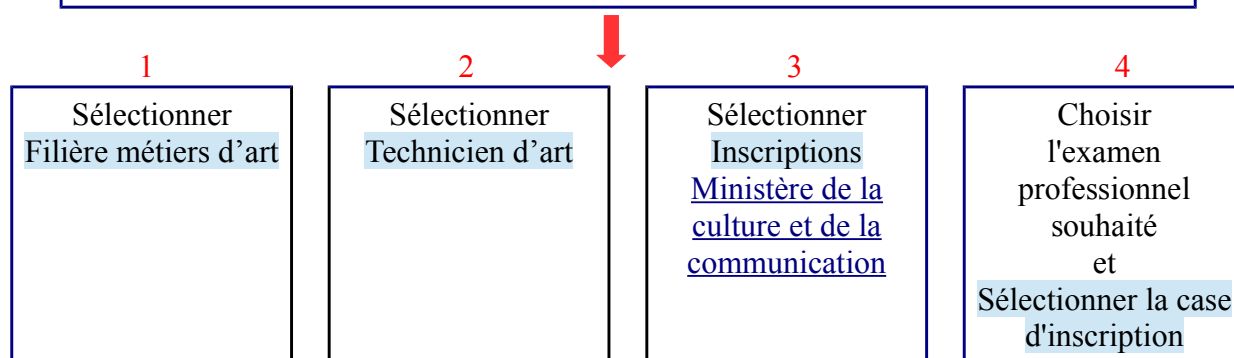 1
Sélectionner
Filière métiers d’art
2
Sélectionner
Technicien d’art
3
Sélectionner
Inscriptions
Ministère de la
culture et de la
communication
4
Choisir
l'examen
professionnel
souhaité
et
Sélectionner la case
d'inscription